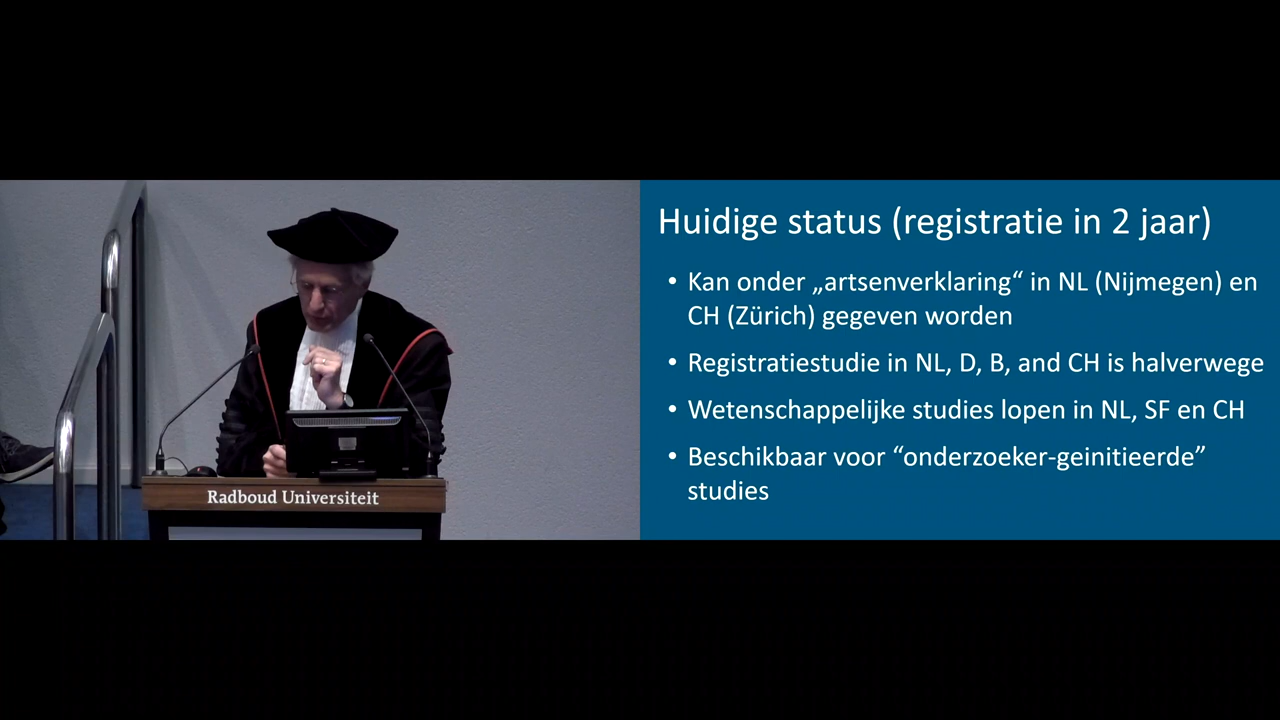 Radboud Universiteit
Huidige status (registratie in 2 jaar)
• Kan onder „artsenverklaring“ in NL (Nijmegen) en
CH (Zürich) gegeven worden
• Registratiestudie in NL, D, B, and CH is halverwege
• Wetenschappelijke studies lopen in NL, SF en CH
• Beschikbaar voor “onderzoeker-geinitieerde”
studies